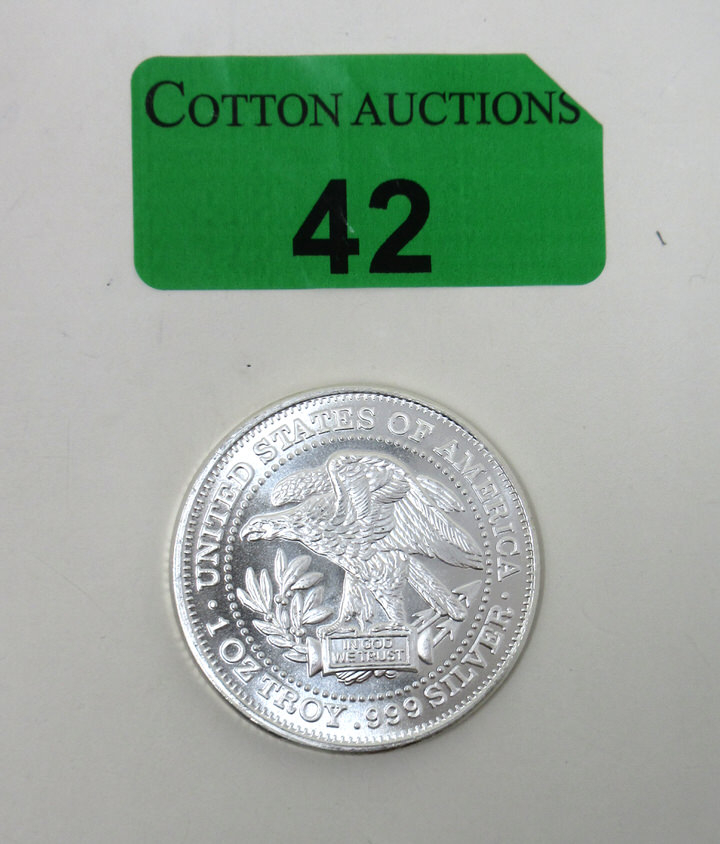 COTTON AUCTIONS
42
UNITED STATES OF AMERICA
IN GOD
WE TRUST
· 1 OZ TROY .999 SILVER ·